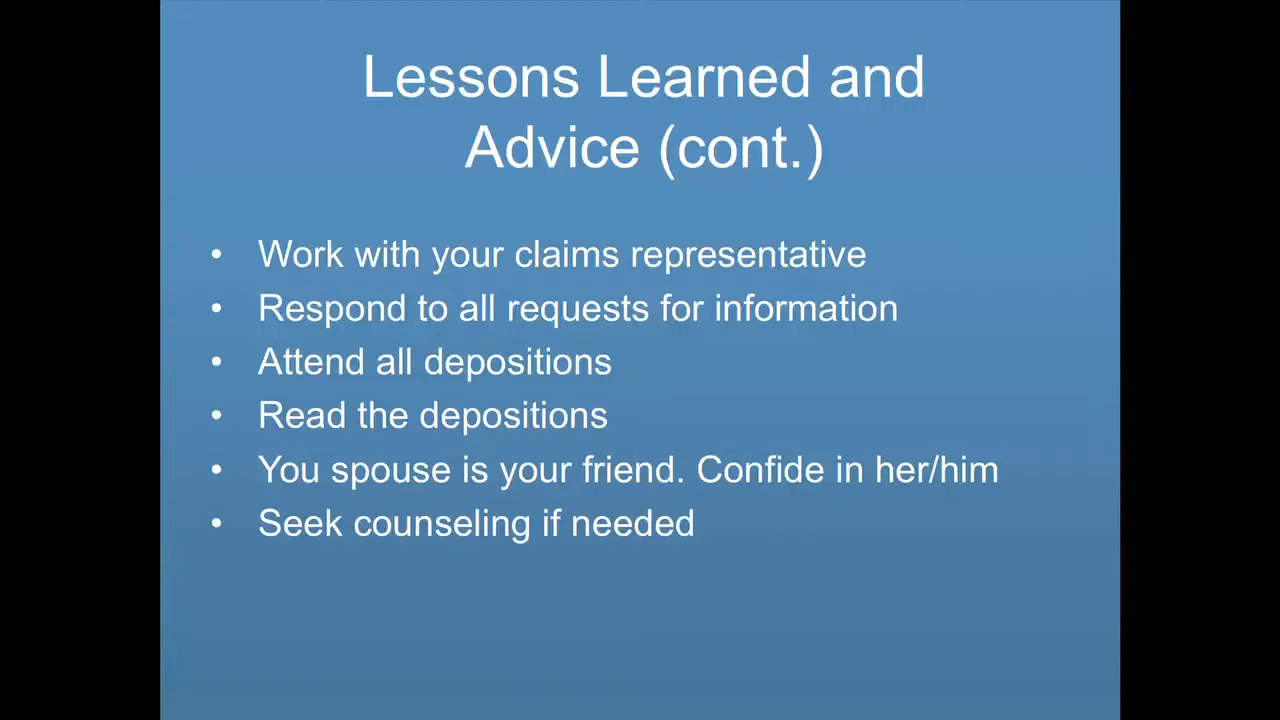 Lessons Learned and
Advice (cont.)
• Work with your claims representative
• Respond to all requests for information
• Attend all depositions
• Read the depositions
• You spouse is your friend. Confide in her/him
• Seek counseling if needed